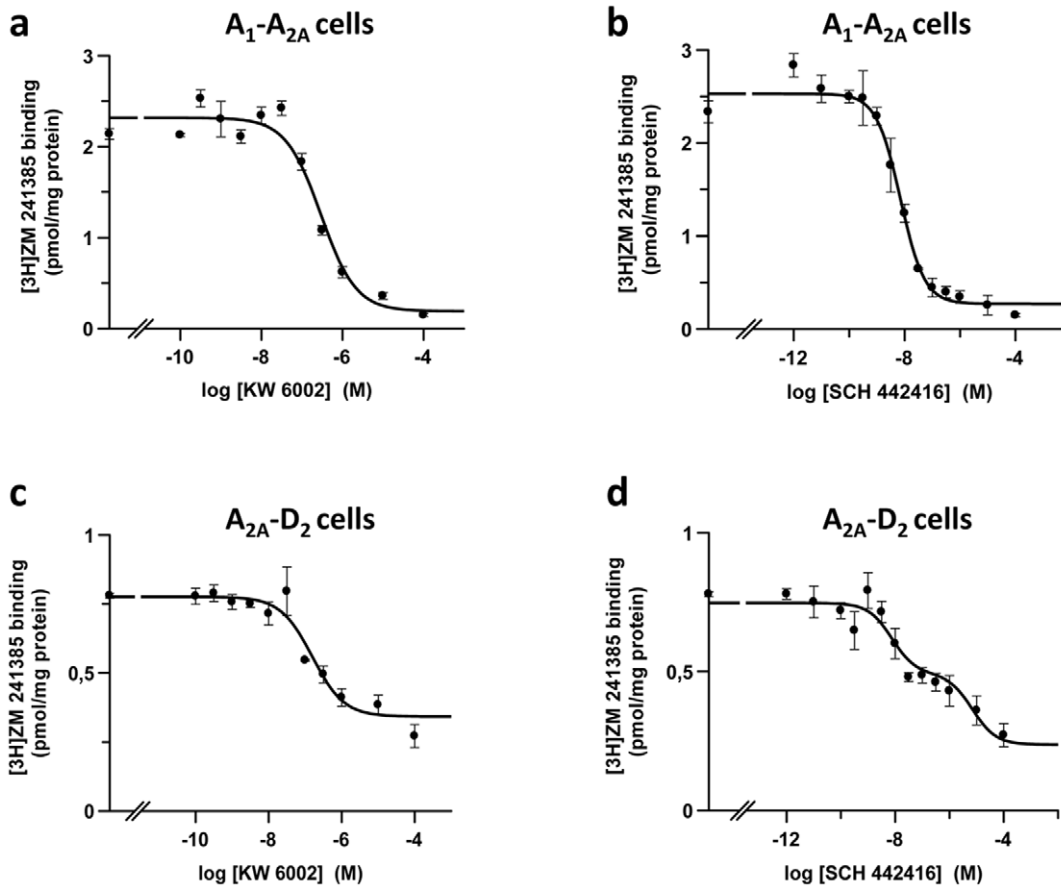 a
A1-A2A cells
[3H]ZM 241385 binding
(pmol/mg protein)
3
2
1
0
-10
-8
-6
-4
log [KW 6002] (M)
b
A1-A2A cells
[3H]ZM 241385 binding
(pmol/mg protein)
3
2
1
0
-12
-8
-4
log [SCH 442416] (M)
c
A2A-D2 cells
[3H]ZM 241385 binding
(pmol/mg protein)
1
0,5
0
-10
-8
-6
-4
log [KW 6002] (M)
d
A2A-D2 cells
[3H]ZM 241385 binding
(pmol/mg protein)
1
0,5
0
-12
-10
-8
-6
-4
log [SCH 442416] (M)